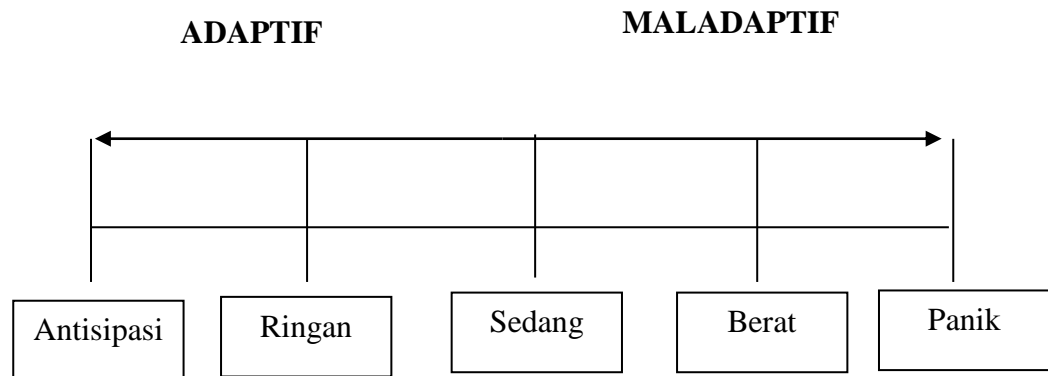 ADAPTIF
MALADAPTIF
Antisipasi
Ringan
Sedang
Berat
Panik